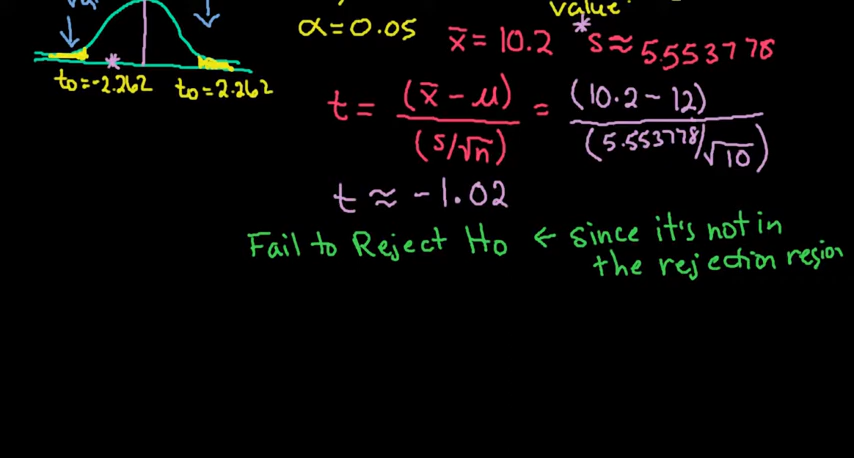 value
α = 0.05
x̄ = 10.2 s ≈ 5.553778
t₀ = -2.262 t₀ = 2.262
t = (x̄ - μ) / (s/√n) = (10.2 - 12) / (5.553778/√10)
t ≈ -1.02
Fail to Reject H₀ ← since it's not in
the rejection region